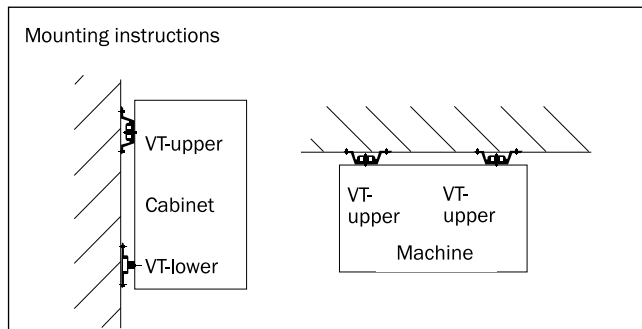 Mounting instructions
VT-upper
Cabinet
VT-lower
VT-
upper
VT-
upper
Machine